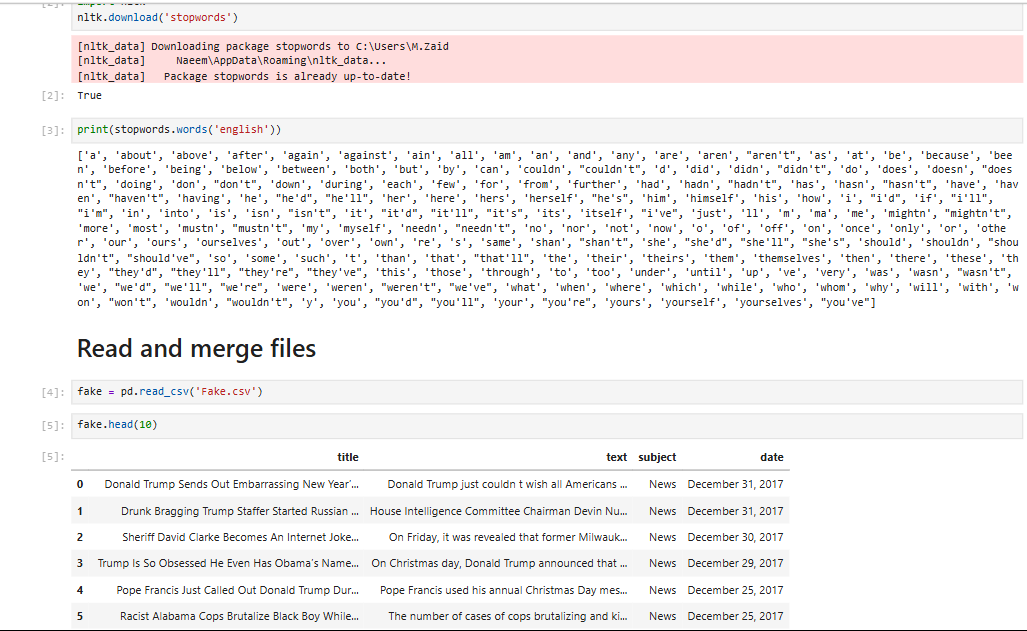 [2]: import nltk
nltk.download('stopwords')
[nltk_data] Downloading package stopwords to C:\Users\M.Zaid
[nltk_data]     Naeem\AppData\Roaming\nltk_data...
[nltk_data]   Package stopwords is already up-to-date!
[2]: True
[3]: print(stopwords.words('english'))
['a', 'about', 'above', 'after', 'again', 'against', 'ain', 'all', 'am', 'an', 'and', 'any', 'are', 'aren', "aren't", 'as', 'at', 'be', 'because', 'bee
n', 'before', 'being', 'below', 'between', 'both', 'but', 'by', 'can', 'couldn', "couldn't", 'd', 'did', 'didn', "didn't", 'do', 'does', 'doesn', "does
n't", 'doing', 'don', "don't", 'down', 'during', 'each', 'few', 'for', 'from', 'further', 'had', 'hadn', "hadn't", 'has', 'hasn', "hasn't", 'have', 'hav
en', "haven't", 'having', 'he', "he'd", "he'll", 'her', 'here', 'hers', 'herself', "he's", 'him', 'himself', 'his', 'how', 'i', "i'd", 'if', "i'll",
"i'm", 'in', 'into', 'is', 'isn', "isn't", 'it', "it'd", "it'll", "it's", 'its', 'itself', "i've", 'just', 'll', 'm', 'ma', 'me', 'mightn', "mightn't",
'more', 'most', 'mustn', "mustn't", 'my', 'myself', 'needn', "needn't", 'no', 'nor', 'not', 'now', 'o', 'of', 'off', 'on', 'once', 'only', 'or', 'othe
r', 'our', 'ours', 'ourselves', 'out', 'over', 'own', 're', 's', 'same', 'shan', "shan't", 'she', "she'd", "she'll", "she's", 'should', 'shouldn', "shou
ldn't", "should've", 'so', 'some', 'such', 't', 'than', 'that', "that'll", 'the', 'their', 'theirs', 'them', 'themselves', 'then', 'there', 'these', 'th
ey', "they'd", "they'll", "they're", "they've", 'this', 'those', 'through', 'to', 'too', 'under', 'until', 'up', 've', 'very', 'was', 'wasn', "wasn't",
'we', "we'd", "we'll", "we're", 'were', 'weren', "weren't", "we've", 'what', 'when', 'where', 'which', 'while', 'who', 'whom', 'why', 'will', 'with', 'w
on', "won't", 'wouldn', "wouldn't", 'y', 'you', "you'd", "you'll", 'your', "you're", 'yours', 'yourself', 'yourselves', "you've"]
Read and merge files
[4]: fake = pd.read_csv('Fake.csv')
[5]: fake.head(10)
[5]: title text subject date
0 Donald Trump Sends Out Embarrassing New Year'... Donald Trump just couldn t wish all Americans ... News December 31, 2017
1 Drunk Bragging Trump Staffer Started Russian ... House Intelligence Committee Chairman Devin Nu... News December 31, 2017
2 Sheriff David Clarke Becomes An Internet Joke... On Friday, it was revealed that former Milwauk... News December 30, 2017
3 Trump Is So Obsessed He Even Has Obama's Name... On Christmas day, Donald Trump announced that ... News December 29, 2017
4 Pope Francis Just Called Out Donald Trump Dur... Pope Francis used his annual Christmas Day mes... News December 25, 2017
5 Racist Alabama Cops Brutalize Black Boy While... The number of cases of cops brutalizing and ki... News December 25, 2017